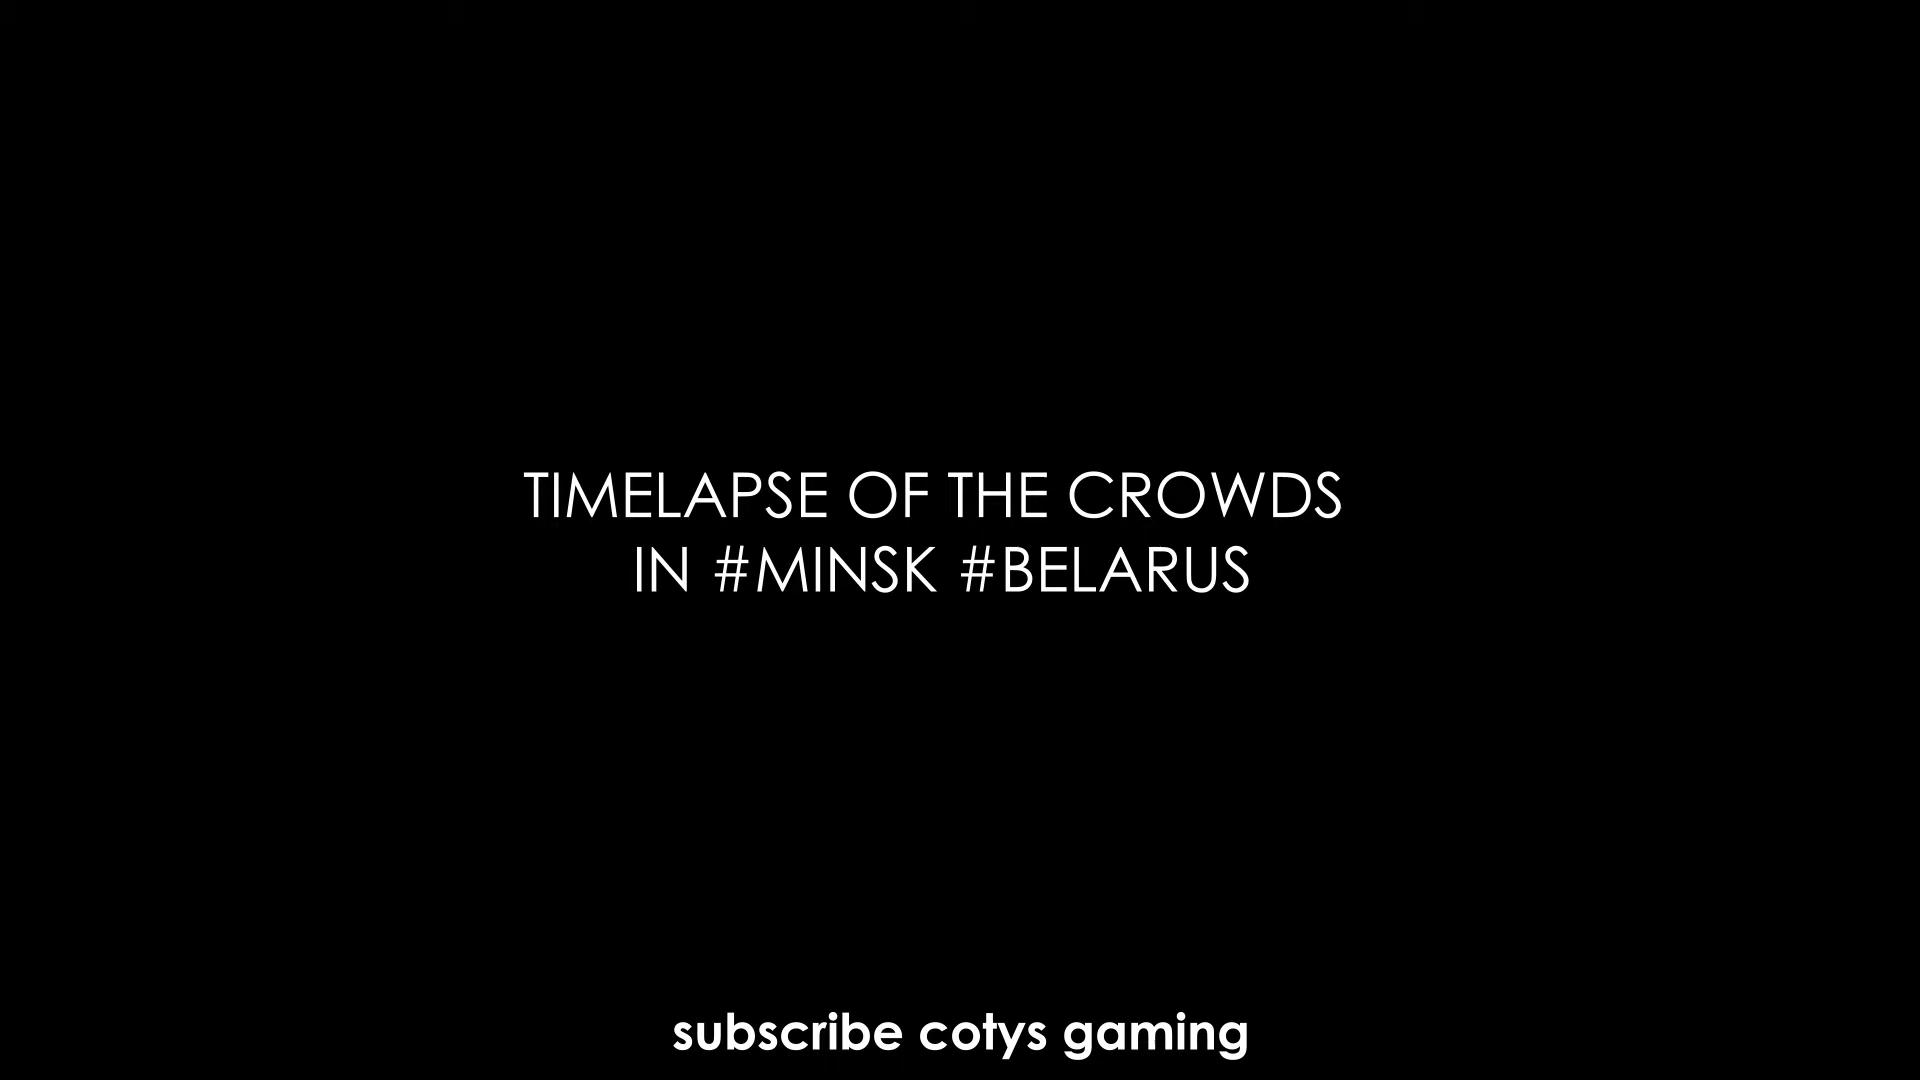 TIMELAPSE OF THE CROWDS
IN #MINSK #BELARUS
subscribe cotys gaming